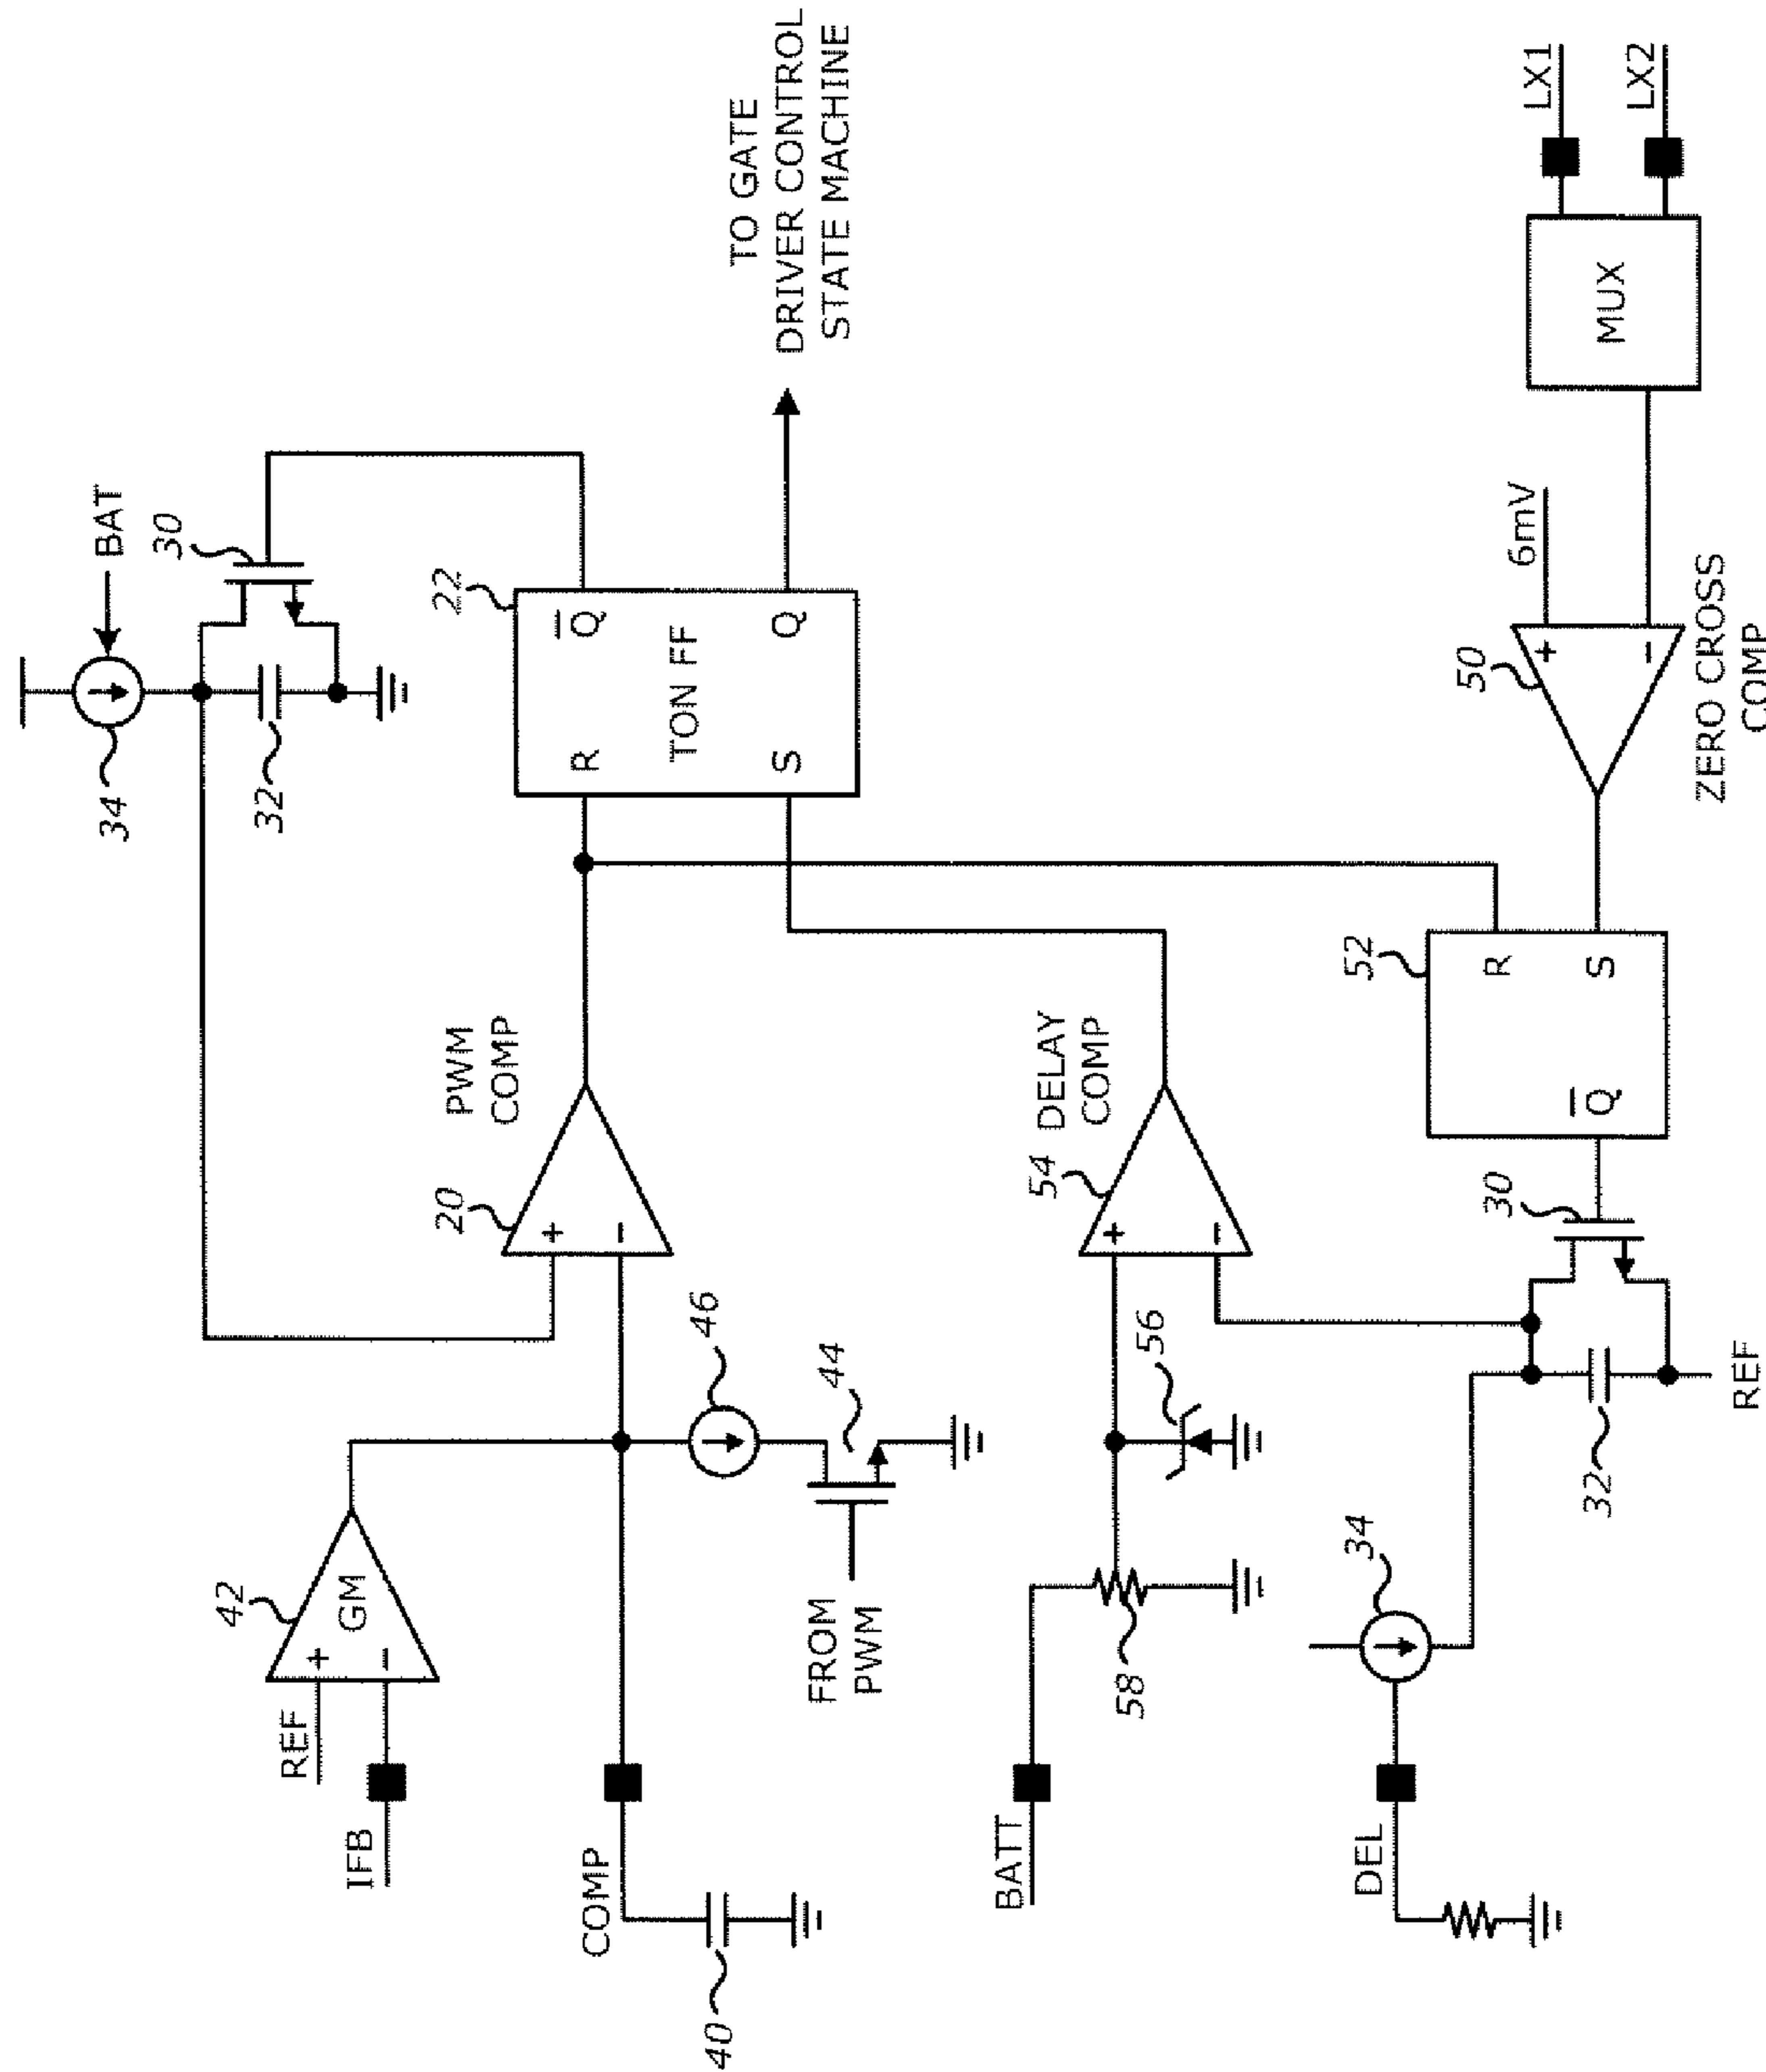 REF
IFB
42
+
-
GM
COMP
40
46
44
FROM
PWM
20
+
-
PWM
COMP
34
BAT
32
30
22
R
Q
TON FF
S
Q
TO GATE
DRIVER CONTROL
STATE MACHINE
BATT
58
56
54
+
-
DELAY
COMP
DEL
34
32
REF
30
52
Q
R
S
50
+
-
6mV
ZERO CROSS
COMP
MUX
LX1
LX2